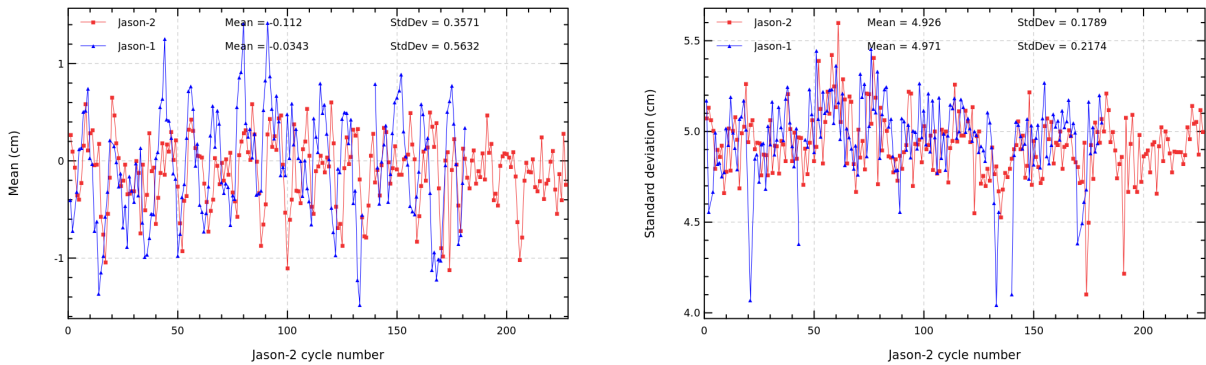 Jason-2 Mean = -0.112 StdDev = 0.3571
Jason-1 Mean = -0.0343 StdDev = 0.5632
1
0
-1
Mean (cm)
0 50 100 150 200
Jason-2 cycle number
Jason-2 Mean = 4.926 StdDev = 0.1789
Jason-1 Mean = 4.971 StdDev = 0.2174
5.5
5.0
4.5
4.0
Standard deviation (cm)
0 50 100 150 200
Jason-2 cycle number